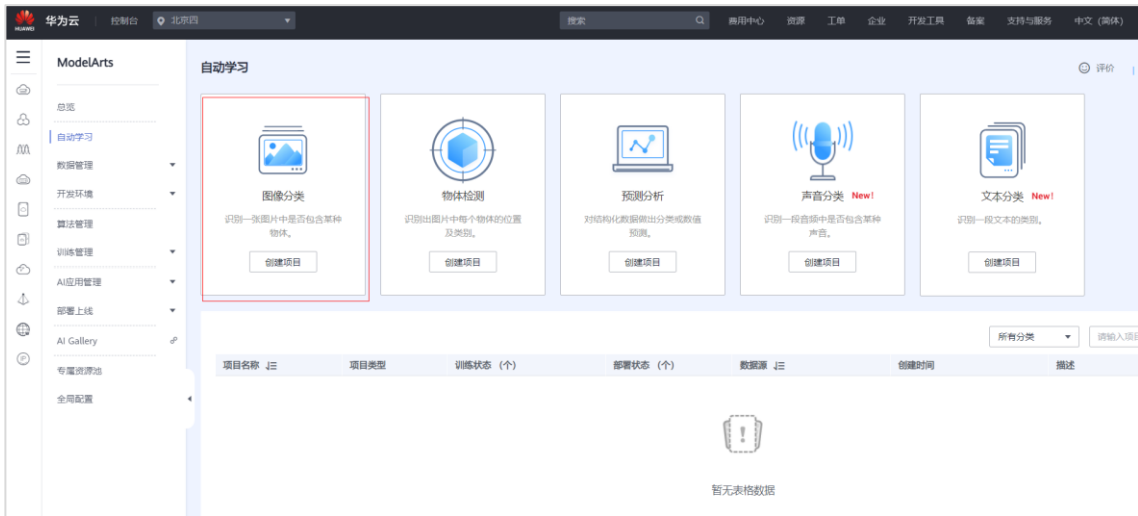 HUAWEI 华为云 控制台 北京四 搜索 费用中心 资源 工单 企业 开发工具 备案 支持与服务 中文 (简体)
ModelArts
总览
自动学习
数据管理
开发环境
算法管理
训练管理
AI应用管理
部署上线
AI Gallery
专属资源池
全局配置
自动学习 评价
图像分类
识别一张图片中是否包含某种
物体。
创建项目
物体检测
识别出图片中每个物体的位置
及类别。
创建项目
预测分析
对结构化数据做出分类或数值
预测。
创建项目
声音分类 New!
识别一段音频中是否包含某种
声音。
创建项目
文本分类 New!
识别一段文本的类别。
创建项目
所有分类 请输入项目
项目名称 项目类型 训练状态（个） 部署状态（个） 数据源 创建时间 描述
暂无表格数据